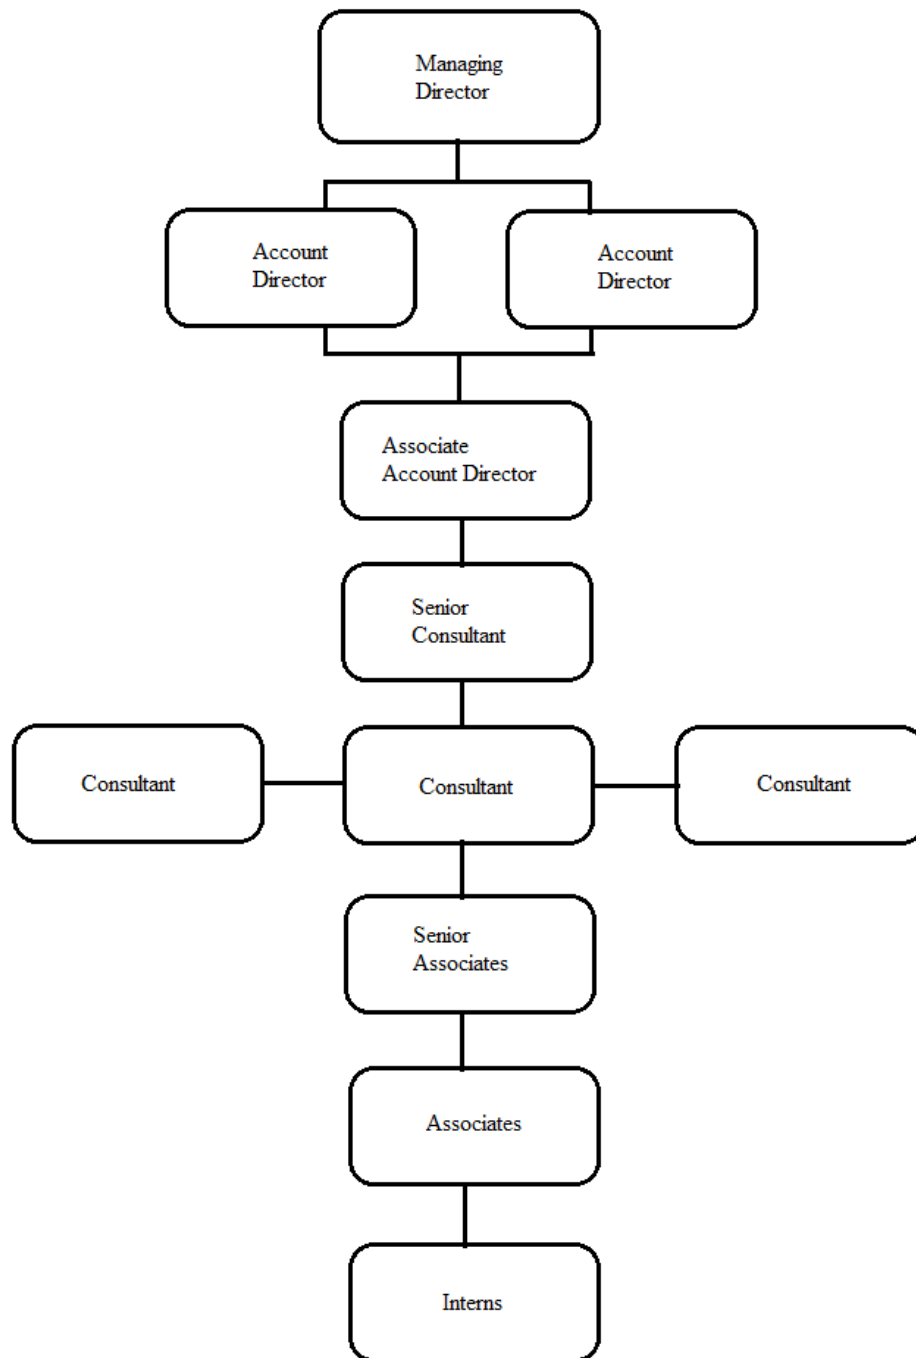 Managing
Director
Account
Director
Account
Director
Associate
Account Director
Senior
Consultant
Consultant
Consultant
Consultant
Senior
Associates
Associates
Interns